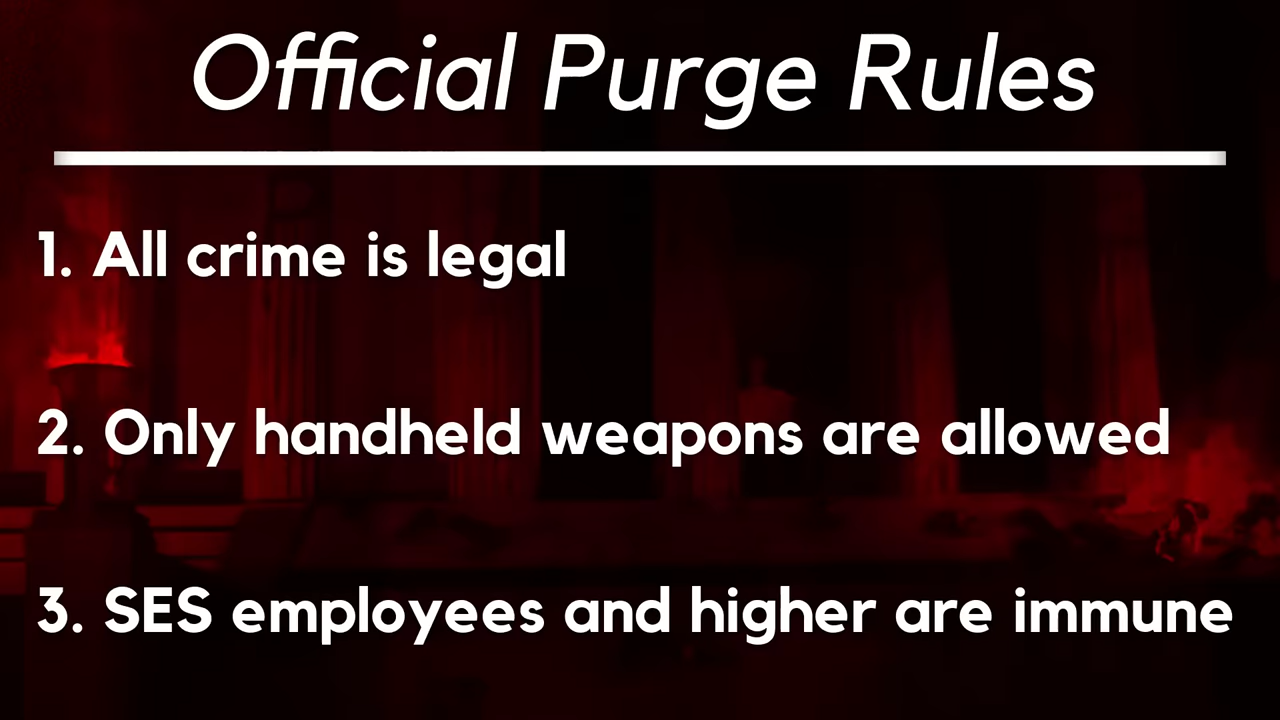 Official Purge Rules
1. All crime is legal
2. Only handheld weapons are allowed
3. SES employees and higher are immune